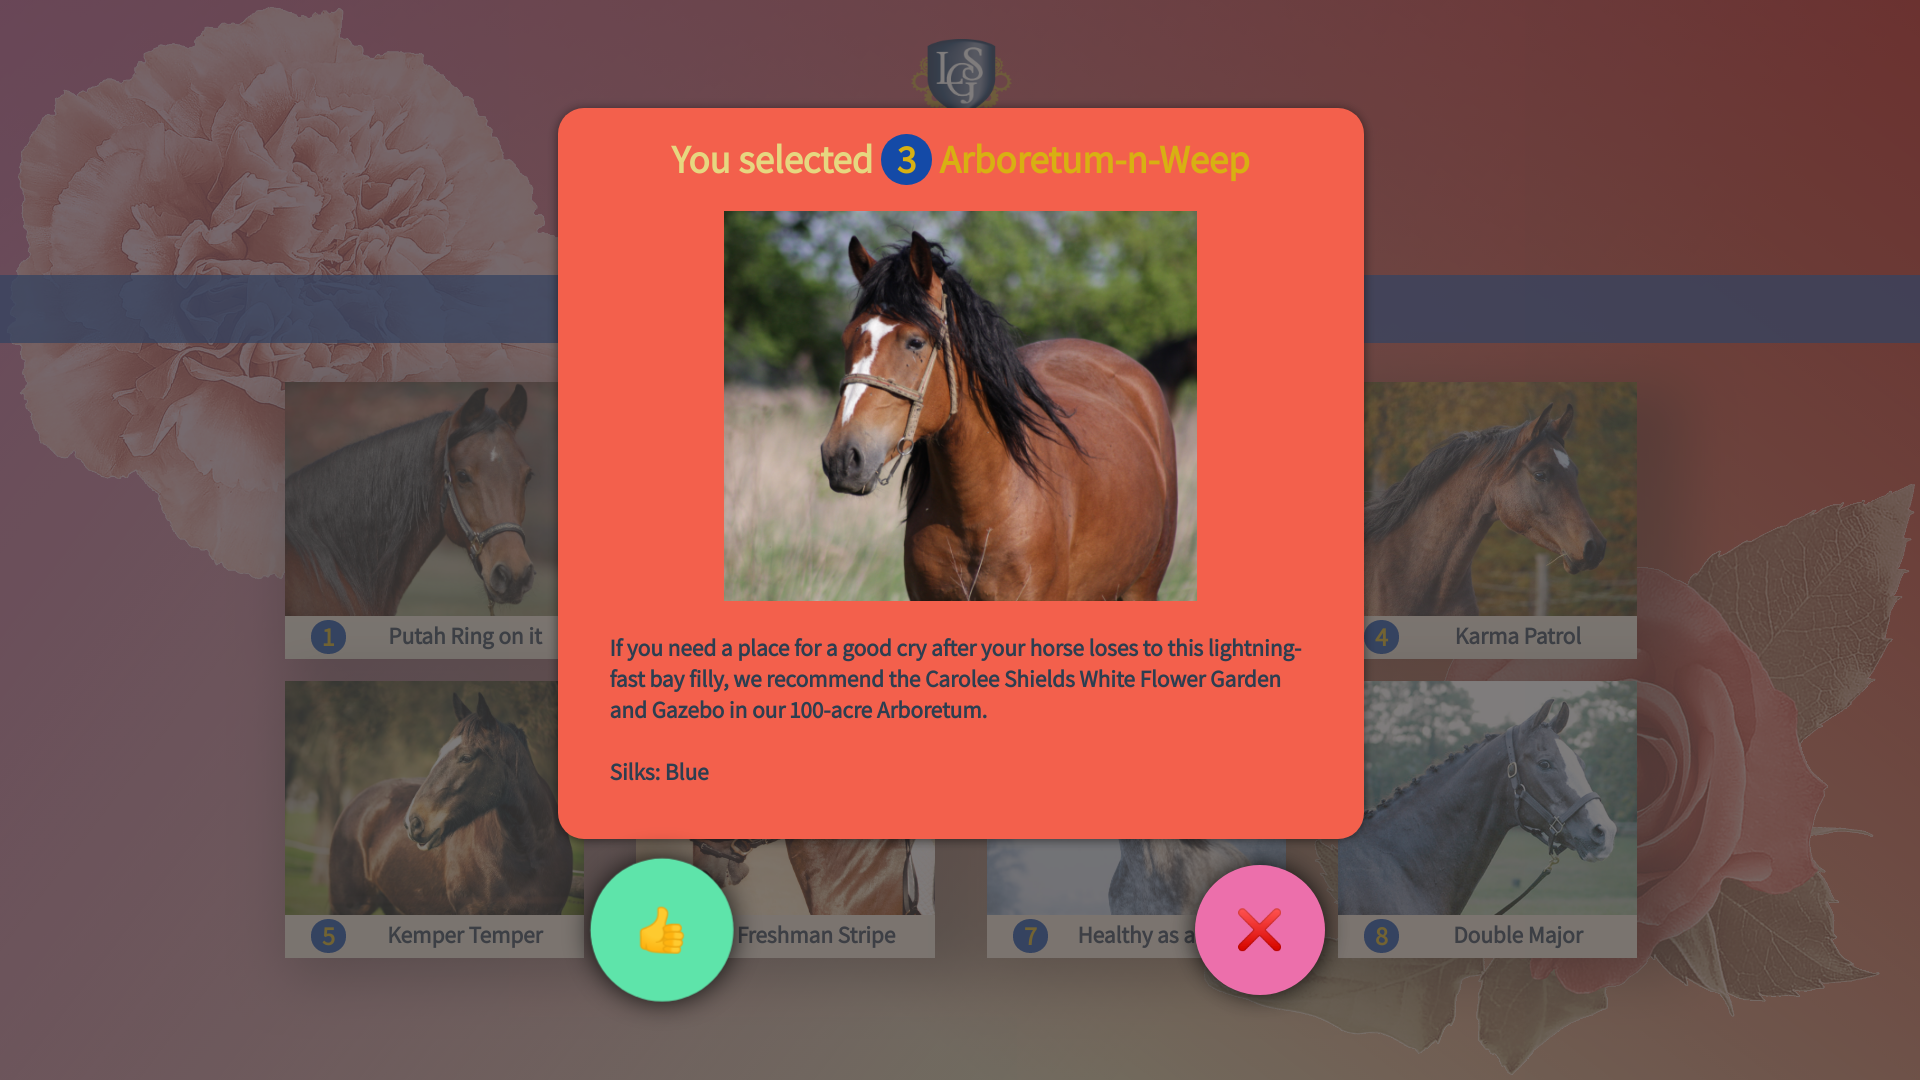 LSG
You selected 3 Arboretum-n-Weep
If you need a place for a good cry after your horse loses to this lightning-
fast bay filly, we recommend the Carolee Shields White Flower Garden
and Gazebo in our 100-acre Arboretum.
Silks: Blue
1 Putah Ring on it
4 Karma Patrol
5 Kemper Temper
Freshman Stripe
7 Healthy as a
8 Double Major